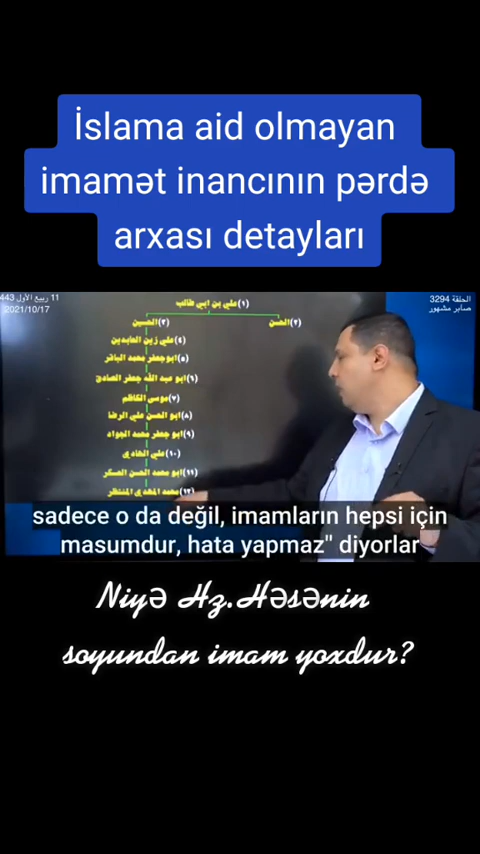 İslama aid olmayan
imamət inancının pərdə
arxası detayları
11 ربيع الأول 443
2021/10/17
الحلقة 3294
صابر مشهور
(١)علي بن ابي طالب
(٢)الحسن
(٣)الحسين
(٤)علي زين العابدين
(٥)ابوجعفر محمد الباقر
(٦)ابو عبد الله جعفر الصادق
(٧)موسى الكاظم
(٨)ابو الحسن علي الرضا
(٩)ابو جعفر محمد الجواد
(١٠)علي الهادي
(١١)ابو محمد الحسن العسكر
(١٢)محمد المهدي المنتظر
sadece o da değil, imamların hepsi için
masumdur, hata yapmaz" diyorlar
Niyə Hz.Həsənin
soyundan imam yoxdur?